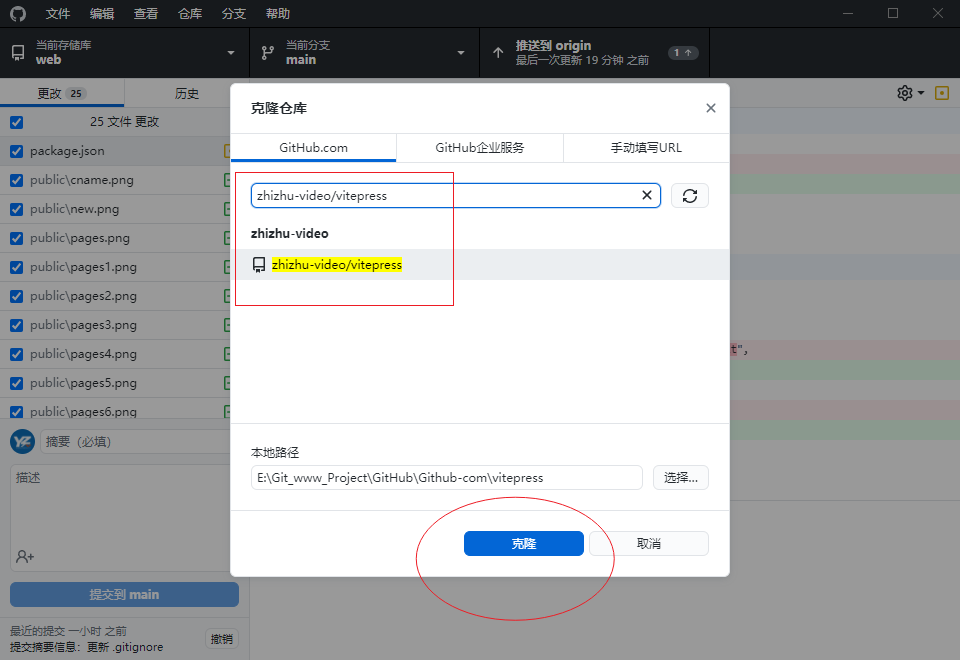 文件 编辑 查看 仓库 分支 帮助
当前存储库
web
当前分支
main
推送到 origin
最后一次更新 19 分钟 之前
1
更改 25
历史
25 文件 更改
package.json
public\cname.png
public\new.png
public\pages.png
public\pages1.png
public\pages2.png
public\pages3.png
public\pages4.png
public\pages5.png
public\pages6.png
YZ
摘要（必填）
描述
提交到 main
最近的提交 一小时 之前
提交摘要信息：更新 .gitignore
撤销
克隆仓库
GitHub.com
GitHub企业服务
手动填写URL
zhizhu-video/vitepress
zhizhu-video
zhizhu-video/vitepress
t",
本地路径
E:\Git_www_Project\GitHub\Github-com\vitepress
选择...
克隆
取消